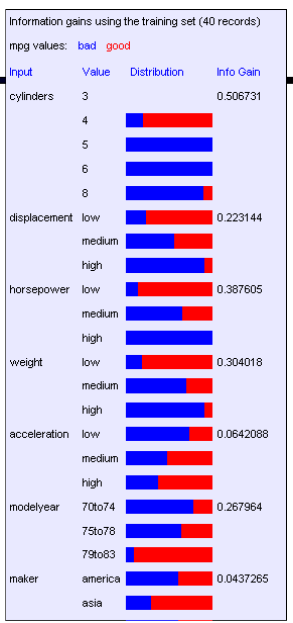 Information gains using the training set (40 records)
mpg values: bad good
Input Value Distribution Info Gain
cylinders 3 0.506731
4
5
6
8
displacement low 0.223144
medium
high
horsepower low 0.387605
medium
high
weight low 0.304018
medium
high
acceleration low 0.0642088
medium
high
modelyear 70to74 0.267964
75to78
79to83
maker america 0.0437265
asia